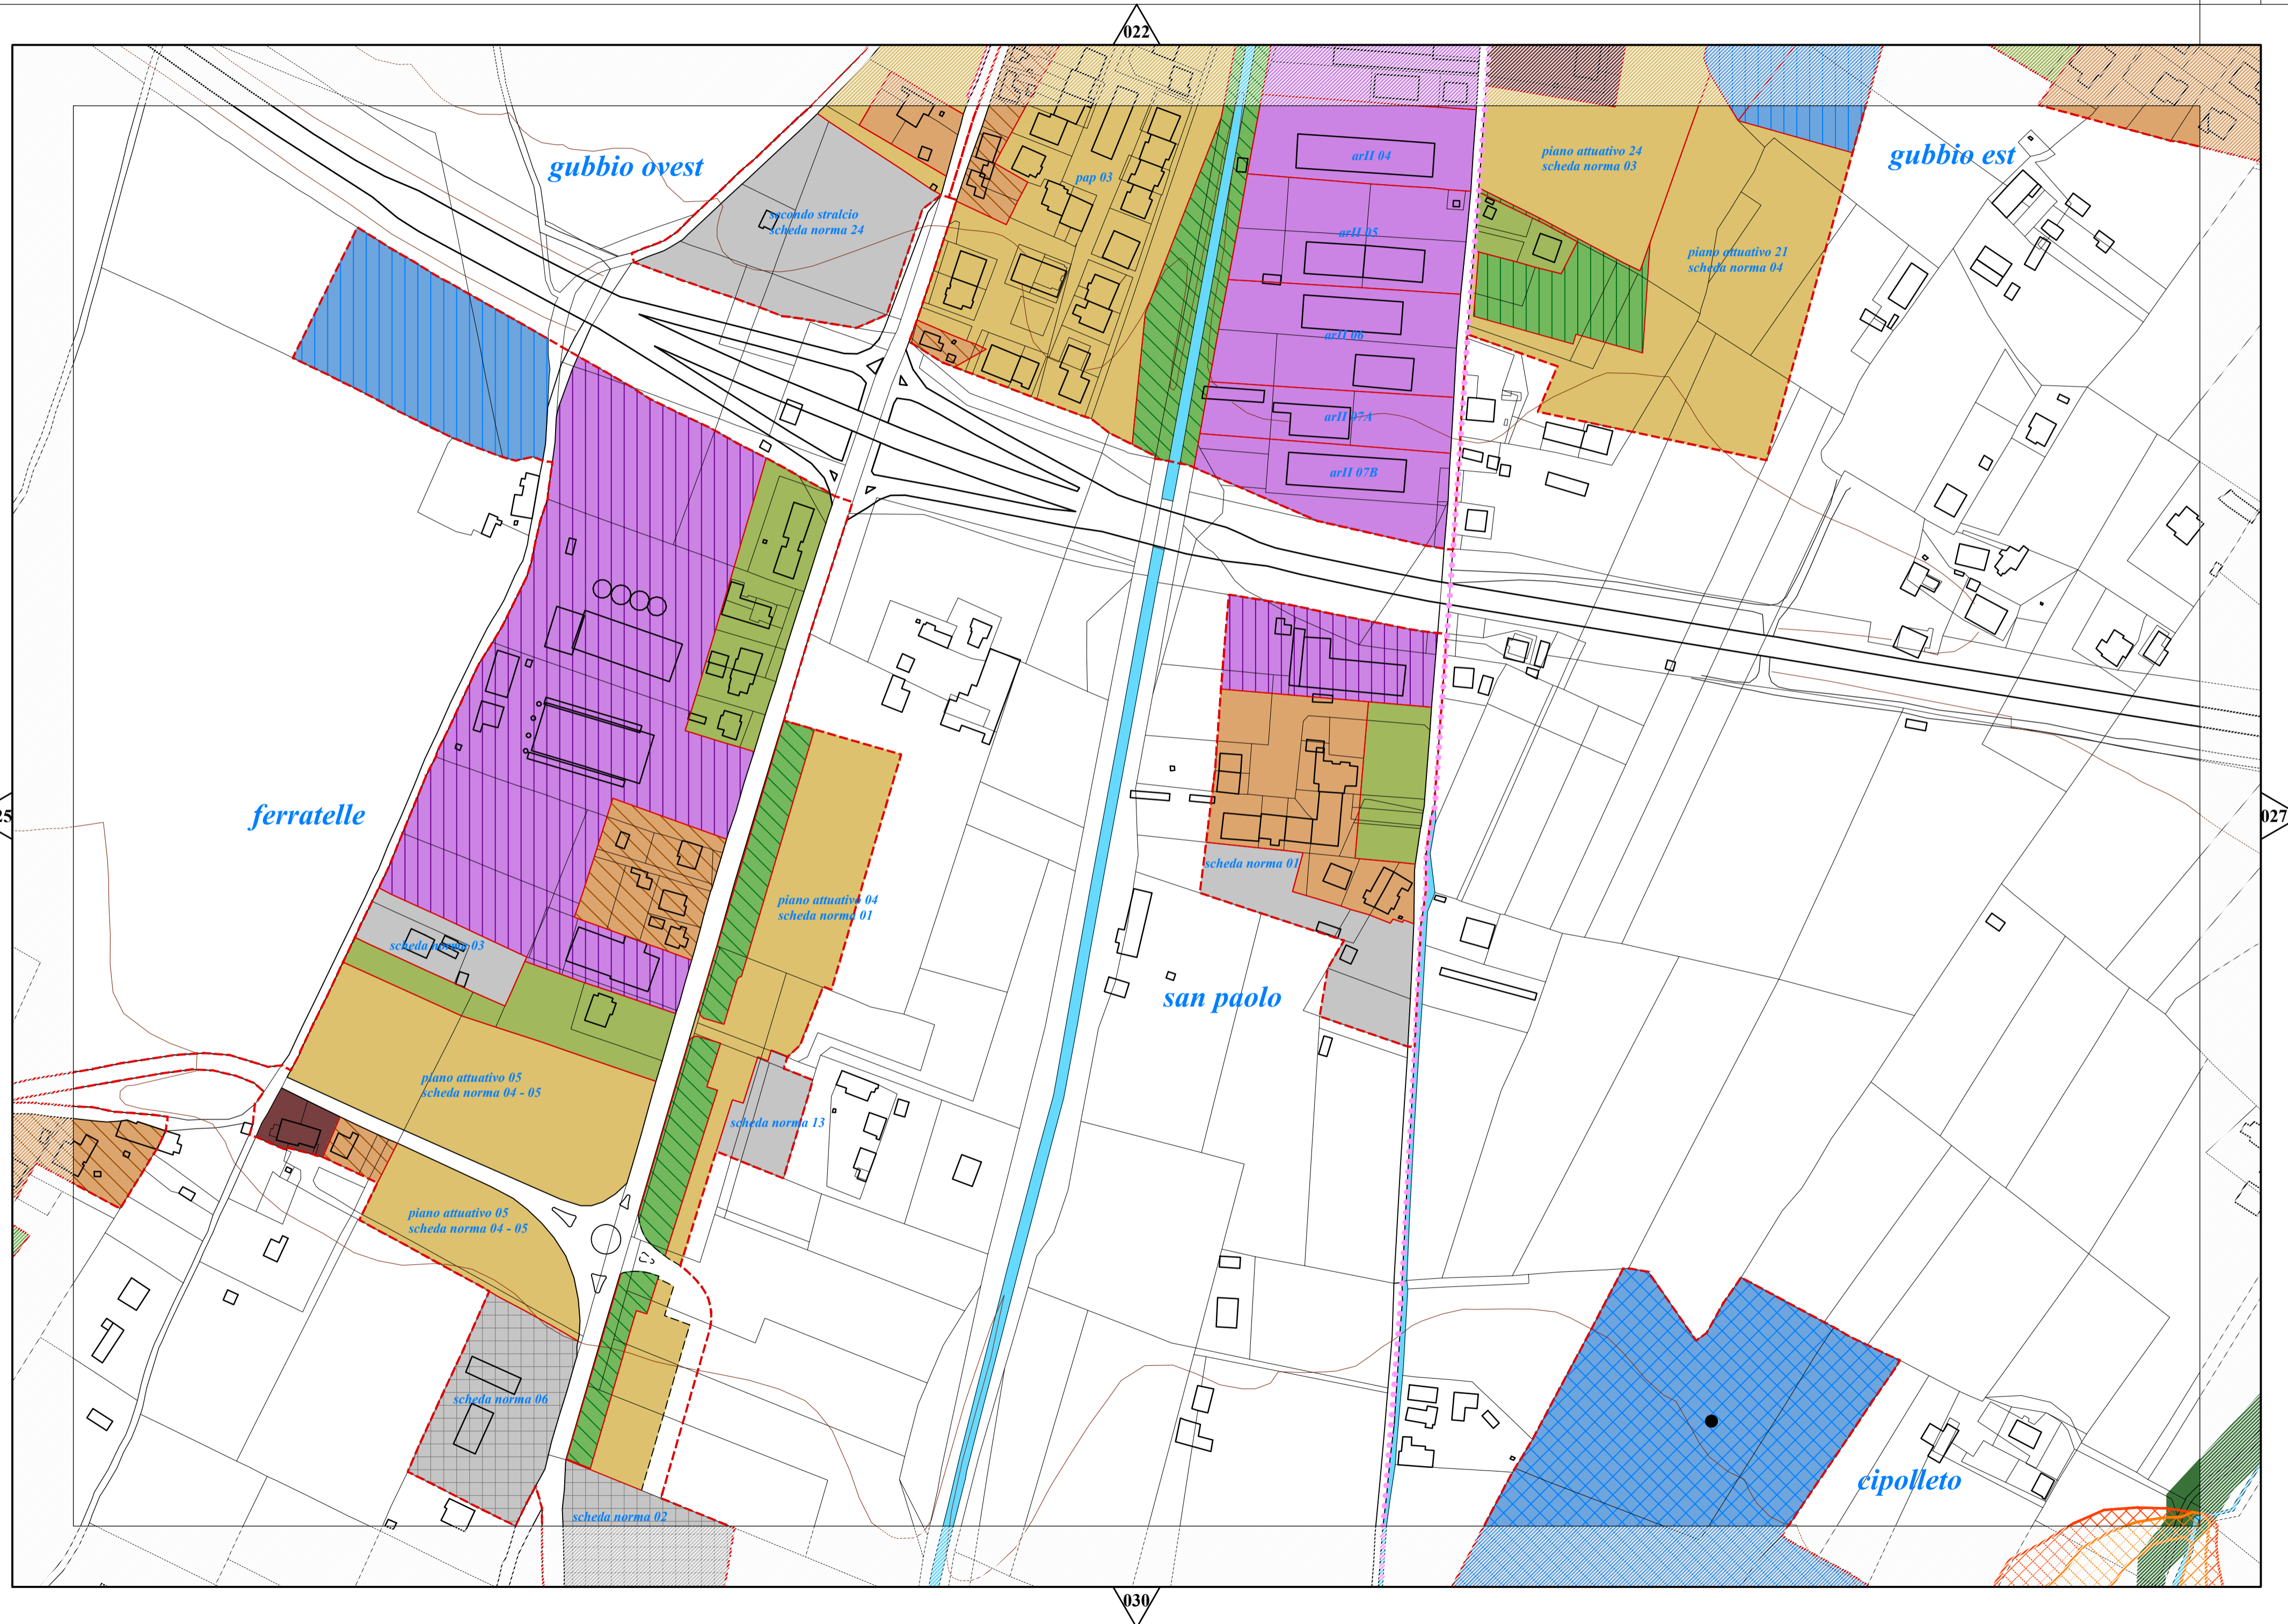 022
gubbio ovest
gubbio est
arII 04
piano attuativo 24
scheda norma 03
pap 03
secondo stralcio
scheda norma 24
arII 05
piano attuativo 21
scheda norma 04
arII 06
arII 07A
arII 07B
ferratelle
25
027
scheda norma 01
piano attuativo 04
scheda norma 01
scheda norma 03
san paolo
piano attuativo 05
scheda norma 04 - 05
scheda norma 13
piano attuativo 05
scheda norma 04 - 05
scheda norma 06
cipolleto
scheda norma 02
030